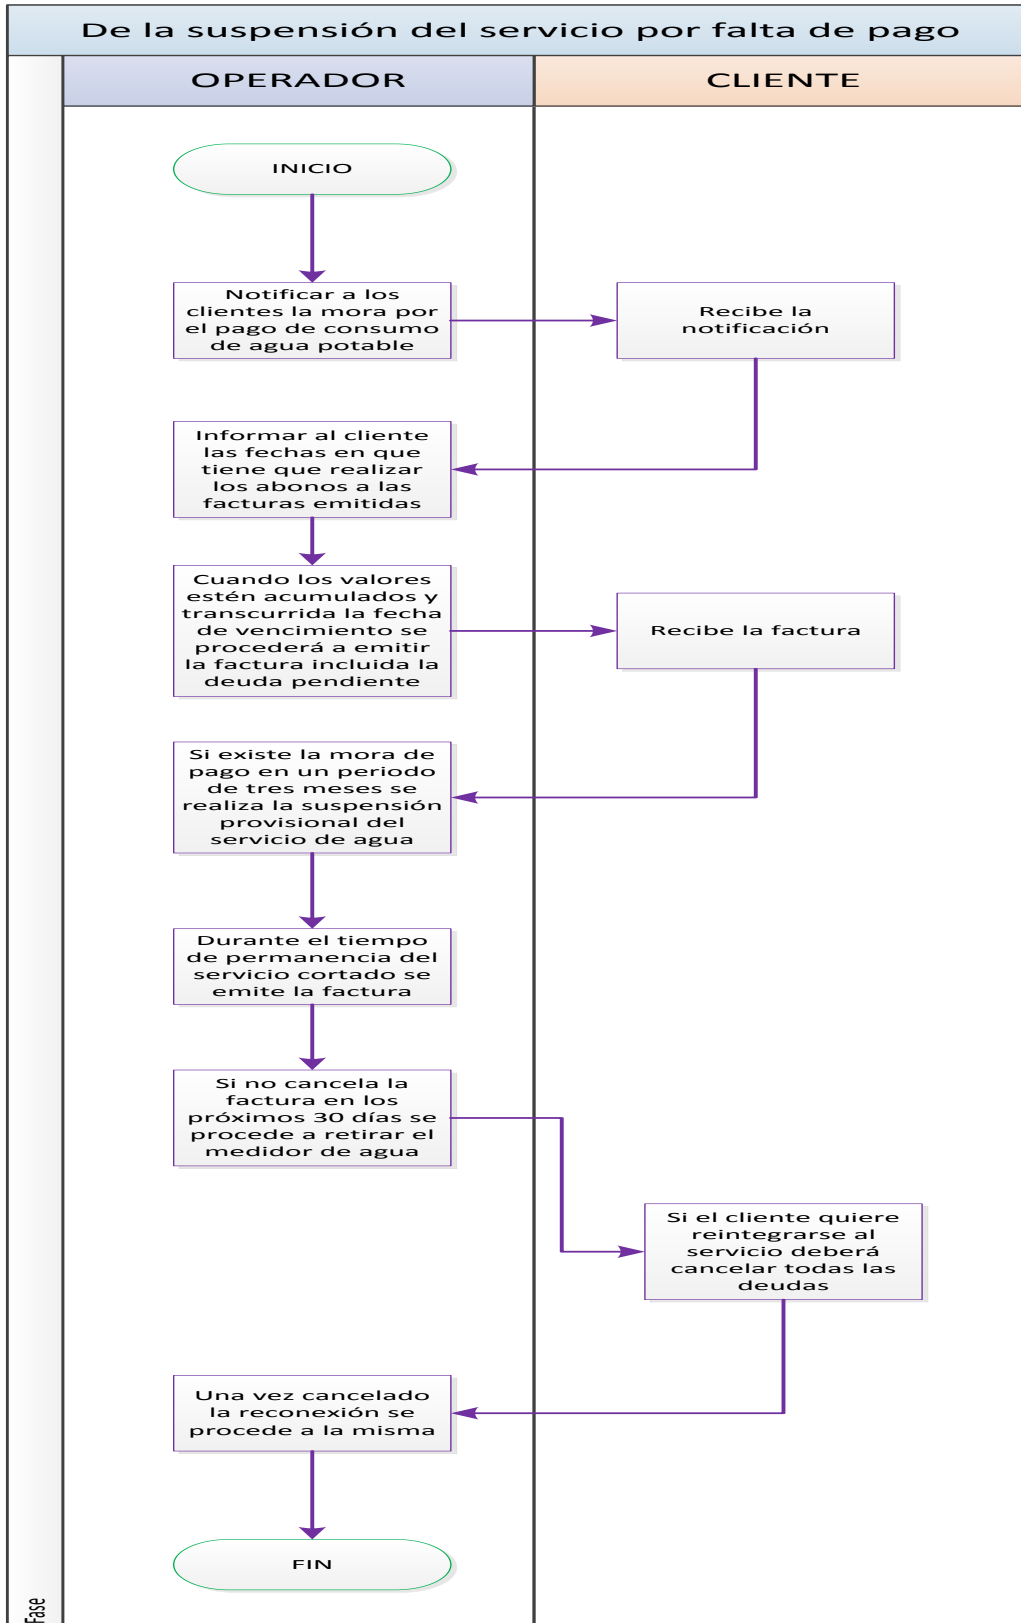 De la suspensión del servicio por falta de pago
OPERADOR
CLIENTE
INICIO
Notificar a los
clientes la mora por
el pago de consumo
de agua potable
Recibe la
notificación
Informar al cliente
las fechas en que
tiene que realizar
los abonos a las
facturas emitidas
Cuando los valores
estén acumulados y
transcurrida la fecha
de vencimiento se
procederá a emitir
la factura incluida la
deuda pendiente
Recibe la factura
Si existe la mora de
pago en un periodo
de tres meses se
realiza la suspensión
provisional del
servicio de agua
Durante el tiempo
de permanencia del
servicio cortado se
emite la factura
Si no cancela la
factura en los
próximos 30 días se
procede a retirar el
medidor de agua
Si el cliente quiere
reintegrarse al
servicio deberá
cancelar todas las
deudas
Una vez cancelado
la reconexión se
procede a la misma
FIN
Fase